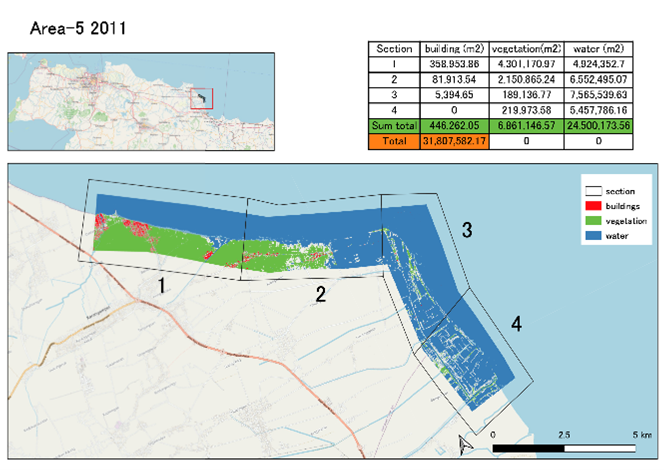 Area-5 2011
Section building (m2) vegetation(m2) water (m2)
1 358,953.86 4,301,170.97 4,924,352.7
2 81,913.54 2,150,865.24 6,552,495.07
3 5,394.65 189,136.77 7,565,539.63
4 0 219,973.58 5,457,786.16
Sum total 446,262.05 6,861,146.57 24,500,173.56
Total 31,807,582.17 0 0
section
buildings
vegetation
water
1
2
3
4
0 2.5 5 km